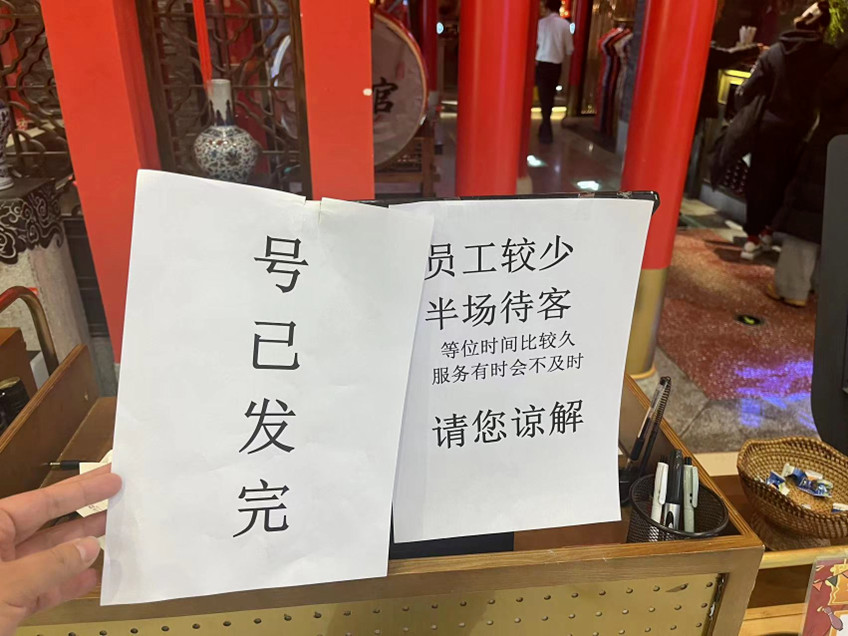 号
己
发
完
员工较少
半场待客
等位时间比较久
服务有时会不及时
请您谅解